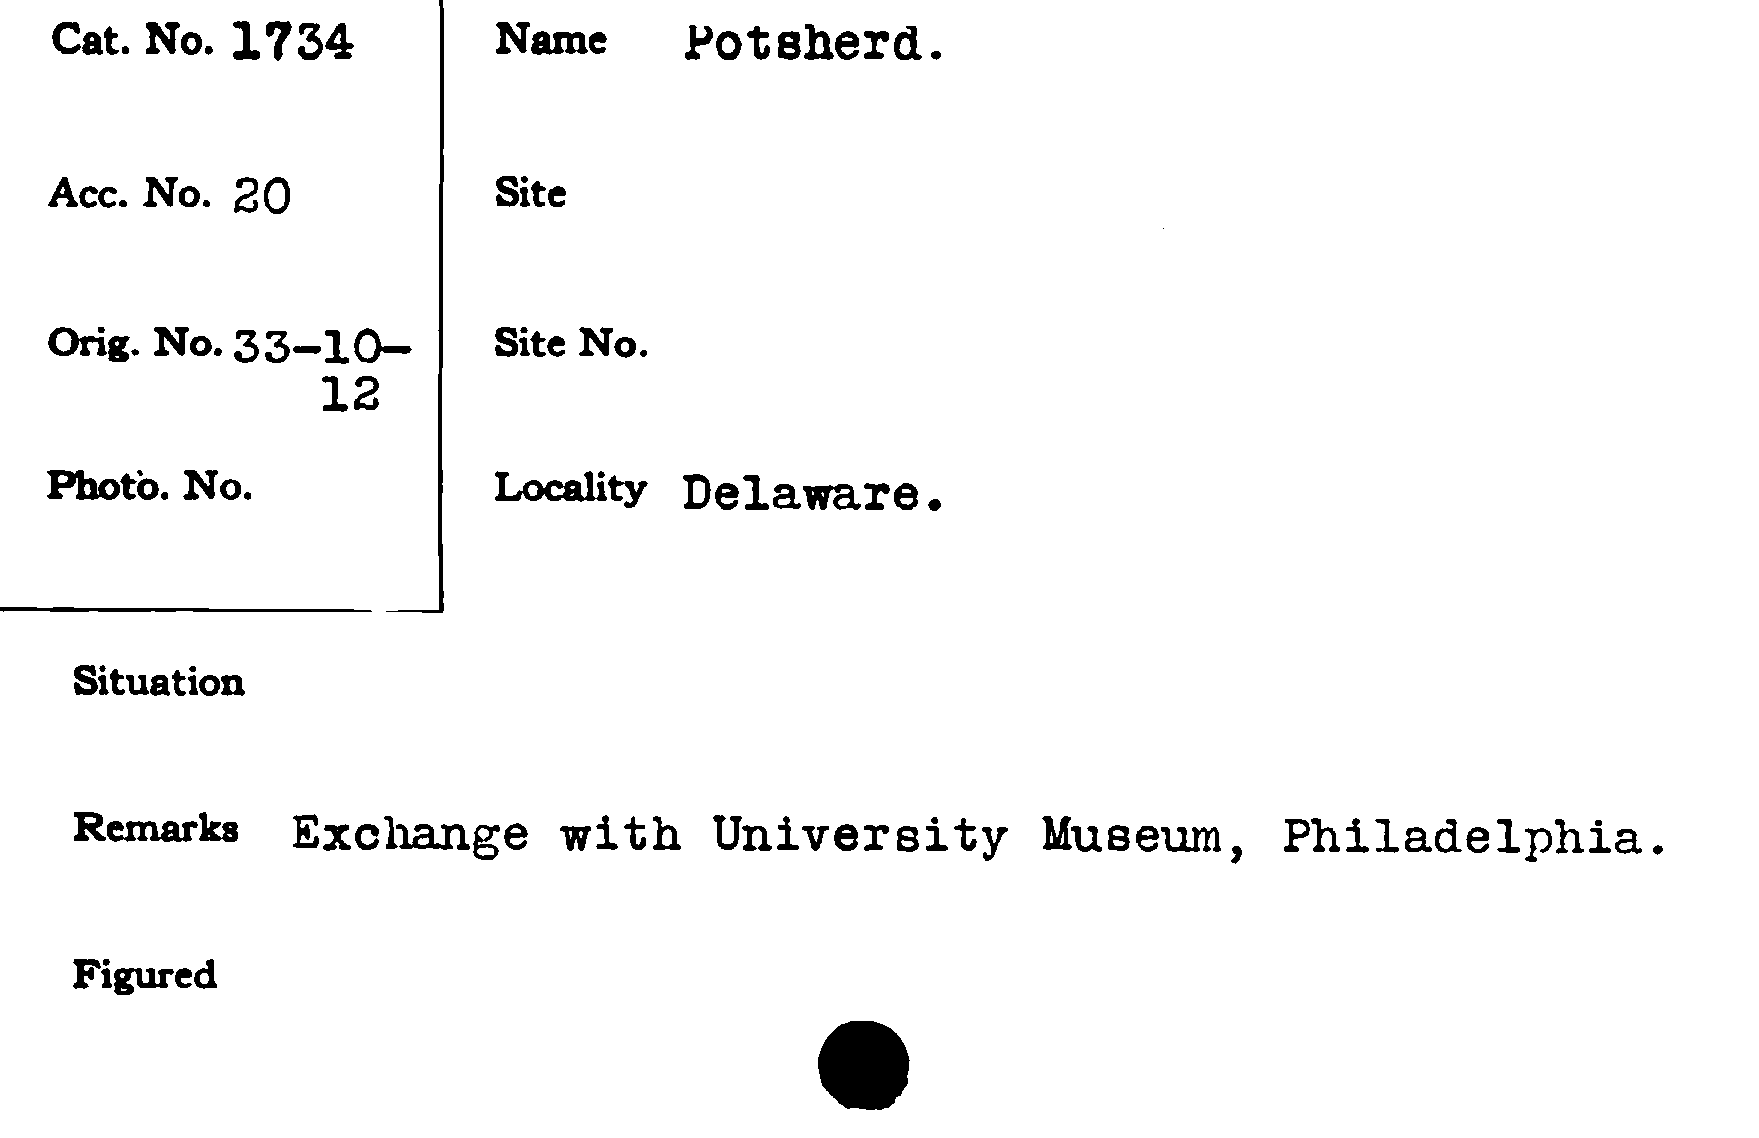 Cat. No. 1734
Name Potsherd.
Acc. No. 20
Site
Orig. No. 33-10-
12
Site No.
Photo. No.
Locality Delaware.
Situation
Remarks Exchange with University Museum, Philadelphia.
Figured